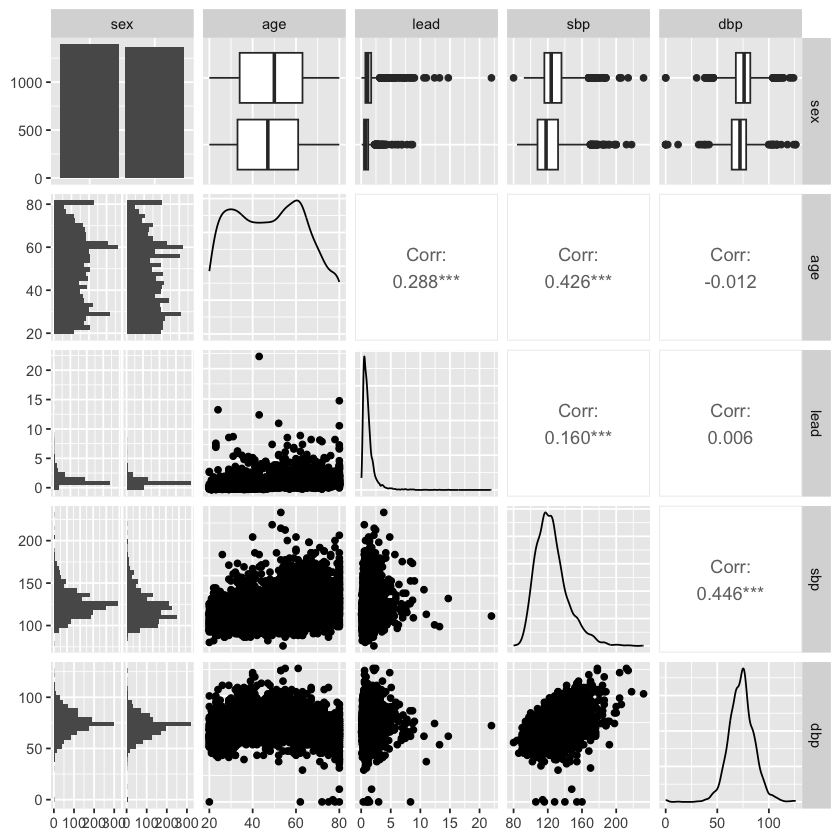 sex age lead sbp dbp
1000
500
0
sex
80
60
40
20
Corr:
0.288***
Corr:
0.426***
Corr:
-0.012
age
20
15
10
5
0
Corr:
0.160***
Corr:
0.006
lead
200
150
100
Corr:
0.446***
sbp
100
50
0
dbp
0 100 200 300 0 100 200 300 20 40 60 80 0 5 10 15 20 80 120 160 200 0 50 100